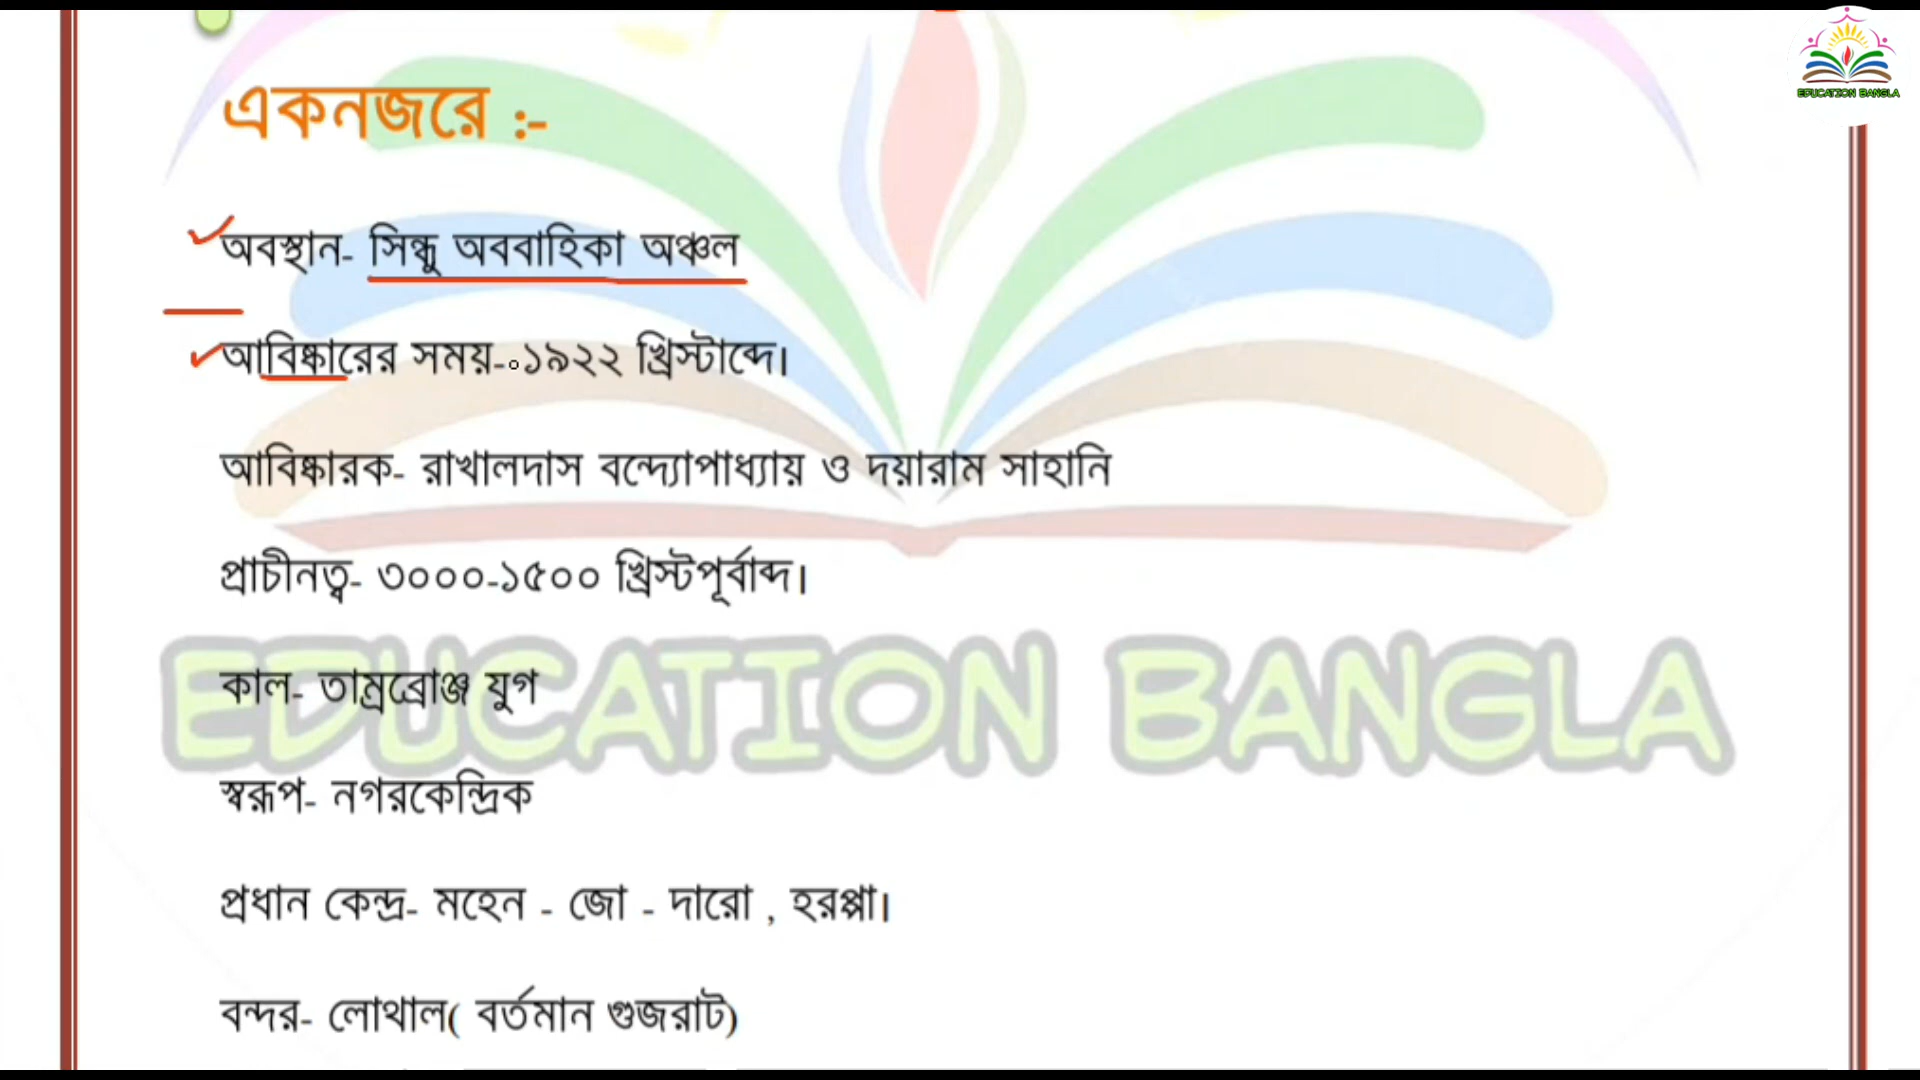 EDUCATION BANGLA
একনজরে :-
অবস্থান- সিন্ধু অববাহিকা অঞ্চল
আবিষ্কারের সময়- ১৯২২ খ্রিস্টাব্দে।
আবিষ্কারক- রাখালদাস বন্দ্যোপাধ্যায় ও দয়ারাম সাহানি
প্রাচীনত্ব- ৩০০০-১৫০০ খ্রিস্টপূর্বাব্দ।
EDUCATION BANGLA
কাল- তাম্রব্রোঞ্জ যুগ
স্বরূপ- নগরকেন্দ্রিক
প্রধান কেন্দ্র- মহেন - জো - দারো , হরপ্পা।
বন্দর- লোথাল( বর্তমান গুজরাট)